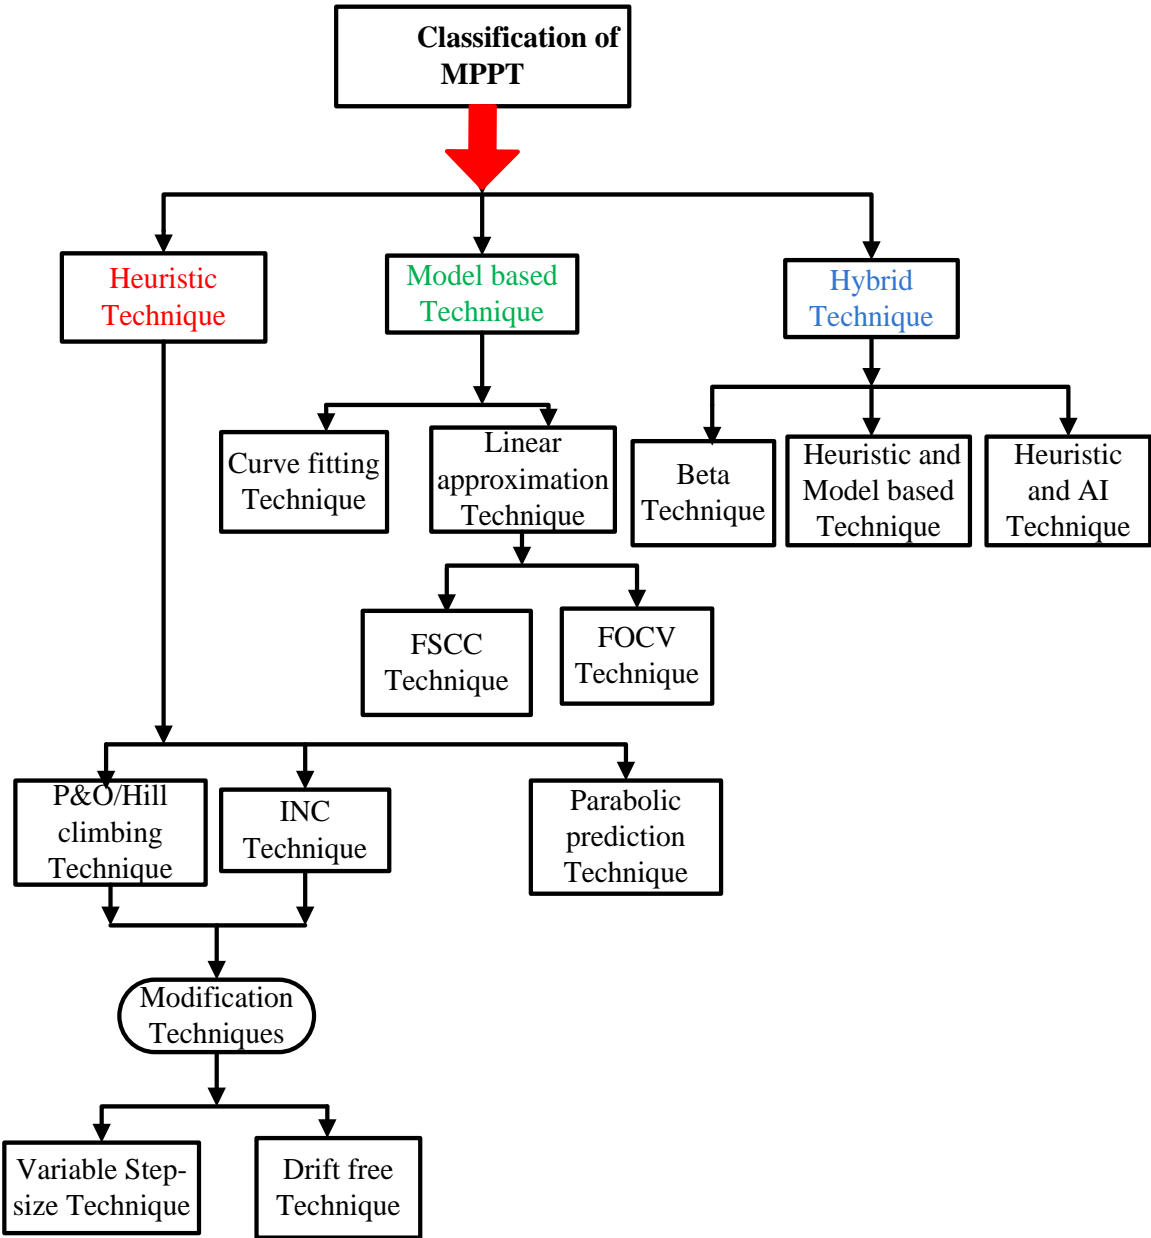 Classification of
MPPT
Heuristic
Technique
Model based
Technique
Hybrid
Technique
Curve fitting
Technique
Linear
approximation
Technique
Beta
Technique
Heuristic and
Model based
Technique
Heuristic
and AI
Technique
FSCC
Technique
FOCV
Technique
P&O/Hill
climbing
Technique
INC
Technique
Parabolic
prediction
Technique
Modification
Techniques
Variable Step-
size Technique
Drift free
Technique